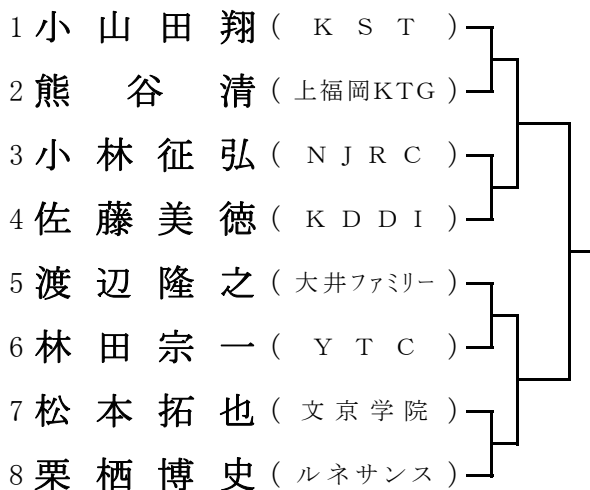 1 小山田翔 ( KST )
2 熊谷清 ( 上福岡KTG )
3 小林征弘 ( NJRC )
4 佐藤美徳 ( KDDI )
5 渡辺隆之 ( 大井ファミリー )
6 林田宗一 ( YTC )
7 松本拓也 ( 文京学院 )
8 栗栖博史 ( ルネサンス )